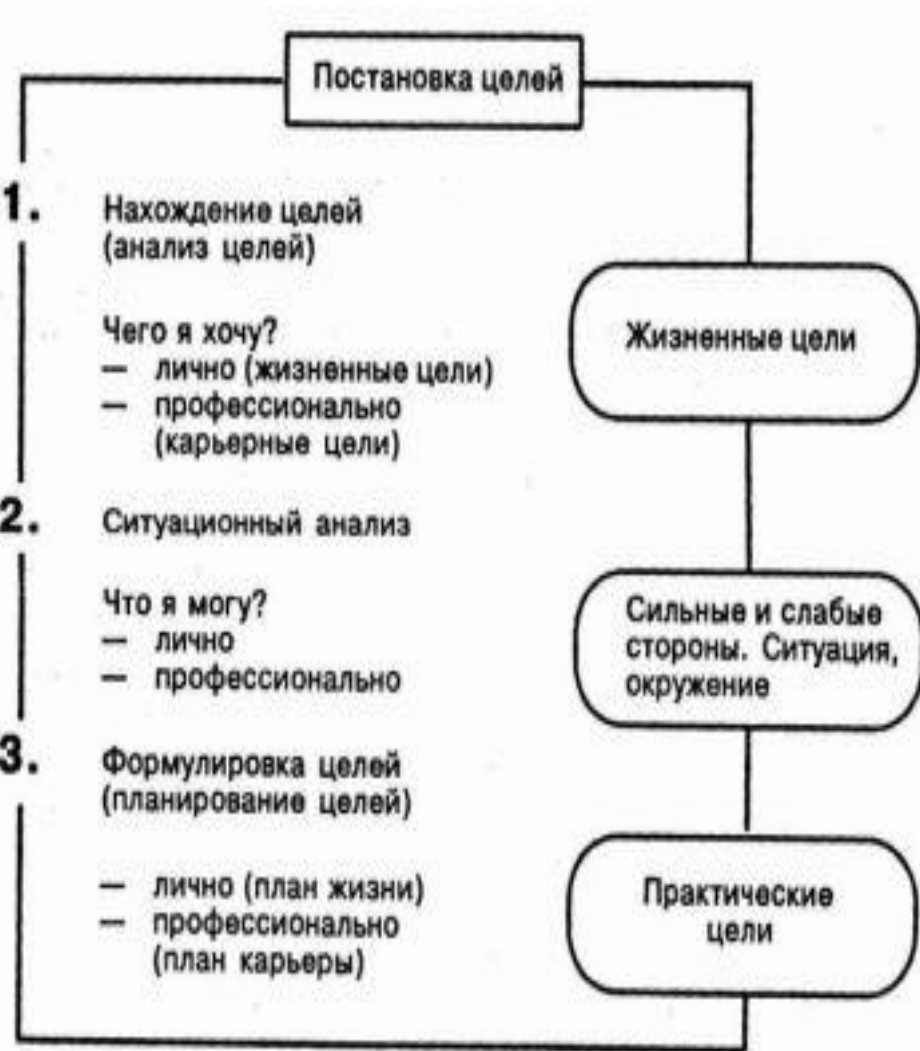 Постановка целей
1. Нахождение целей
(анализ целей)
Чего я хочу?
— лично (жизненные цели)
— профессионально
(карьерные цели)
Жизненные цели
2. Ситуационный анализ
Что я могу?
— лично
— профессионально
Сильные и слабые
стороны. Ситуация,
окружение
3. Формулировка целей
(планирование целей)
— лично (план жизни)
— профессионально
(план карьеры)
Практические
цели